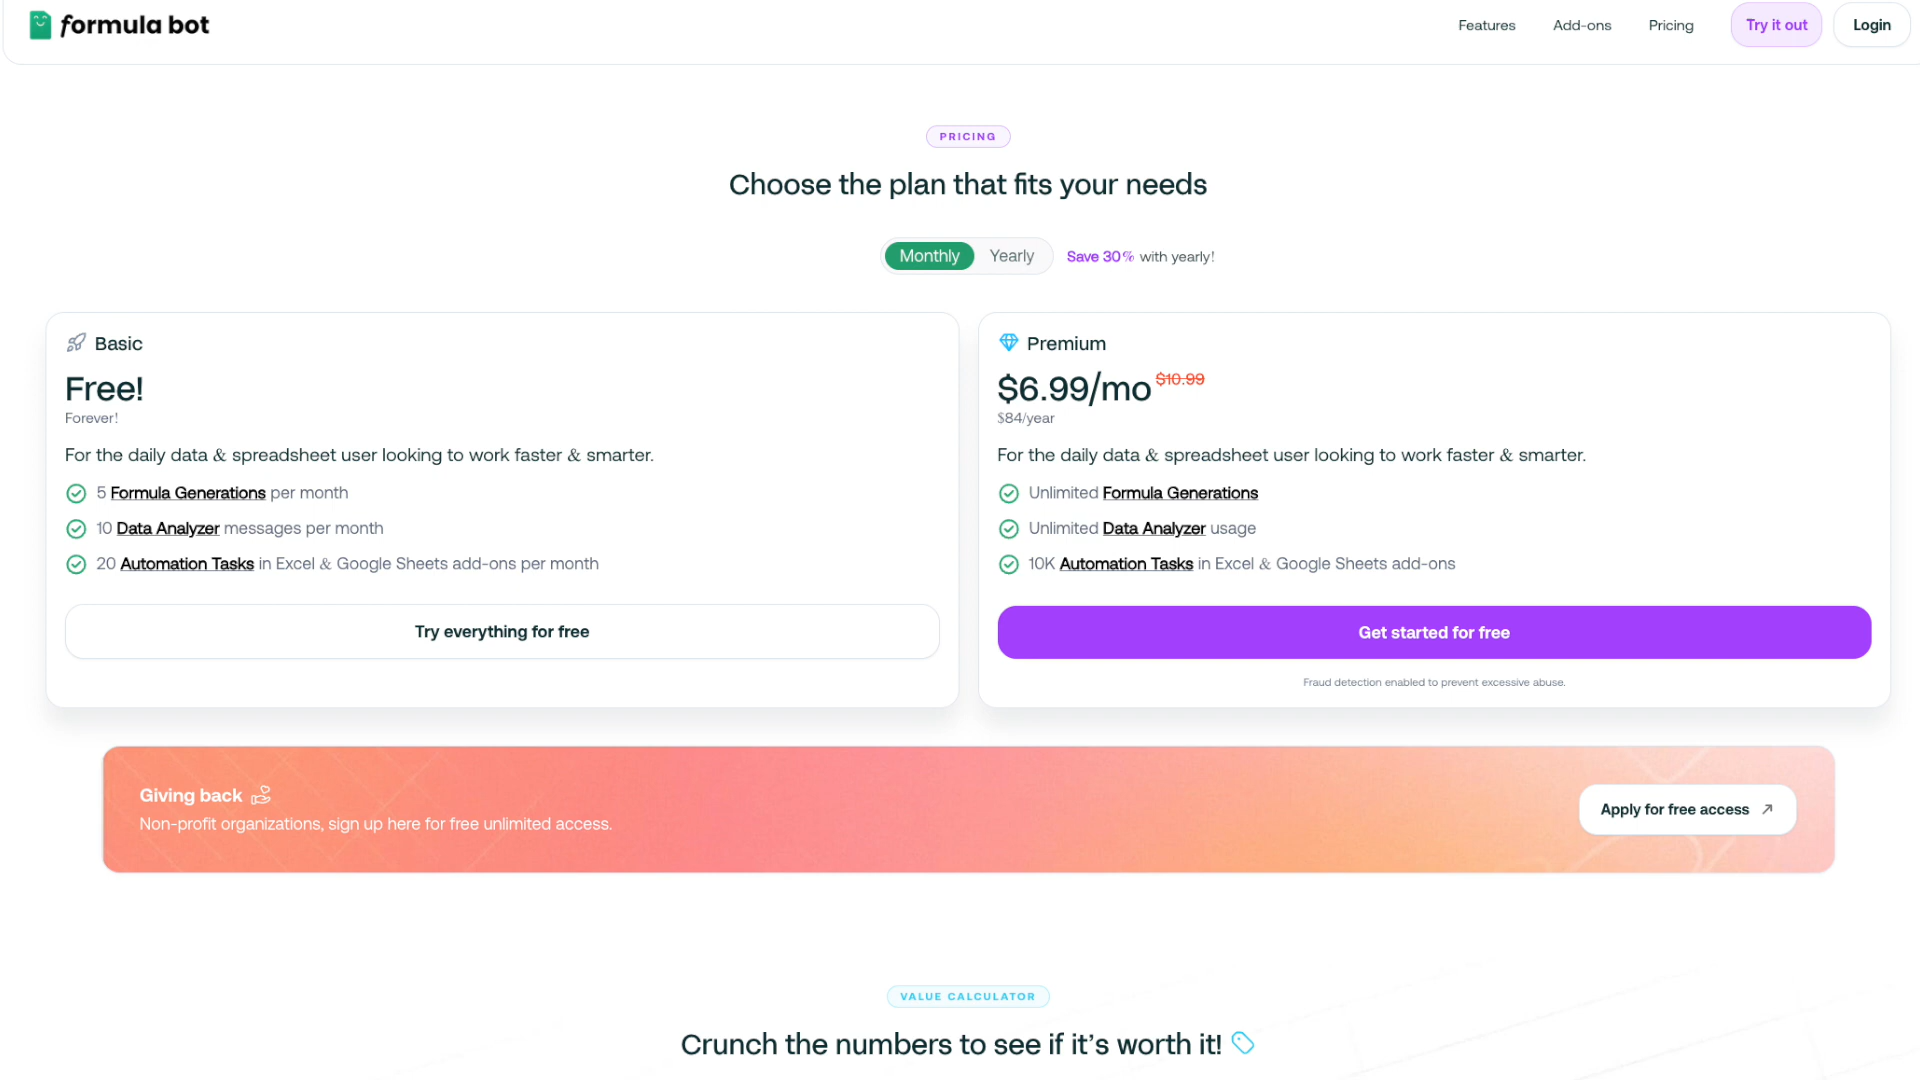 formula bot
Features
Add-ons
Pricing
Try it out
Login
PRICING
Choose the plan that fits your needs
Monthly
Yearly
Save 30% with yearly!
Basic
Free!
Forever!
For the daily data & spreadsheet user looking to work faster & smarter.
5 Formula Generations per month
10 Data Analyzer messages per month
20 Automation Tasks in Excel & Google Sheets add-ons per month
Try everything for free
Premium
$6.99/mo $10.99
$84/year
For the daily data & spreadsheet user looking to work faster & smarter.
Unlimited Formula Generations
Unlimited Data Analyzer usage
10K Automation Tasks in Excel & Google Sheets add-ons
Get started for free
Fraud detection enabled to prevent excessive abuse.
Giving back
Non-profit organizations, sign up here for free unlimited access.
Apply for free access
VALUE CALCULATOR
Crunch the numbers to see if it's worth it!